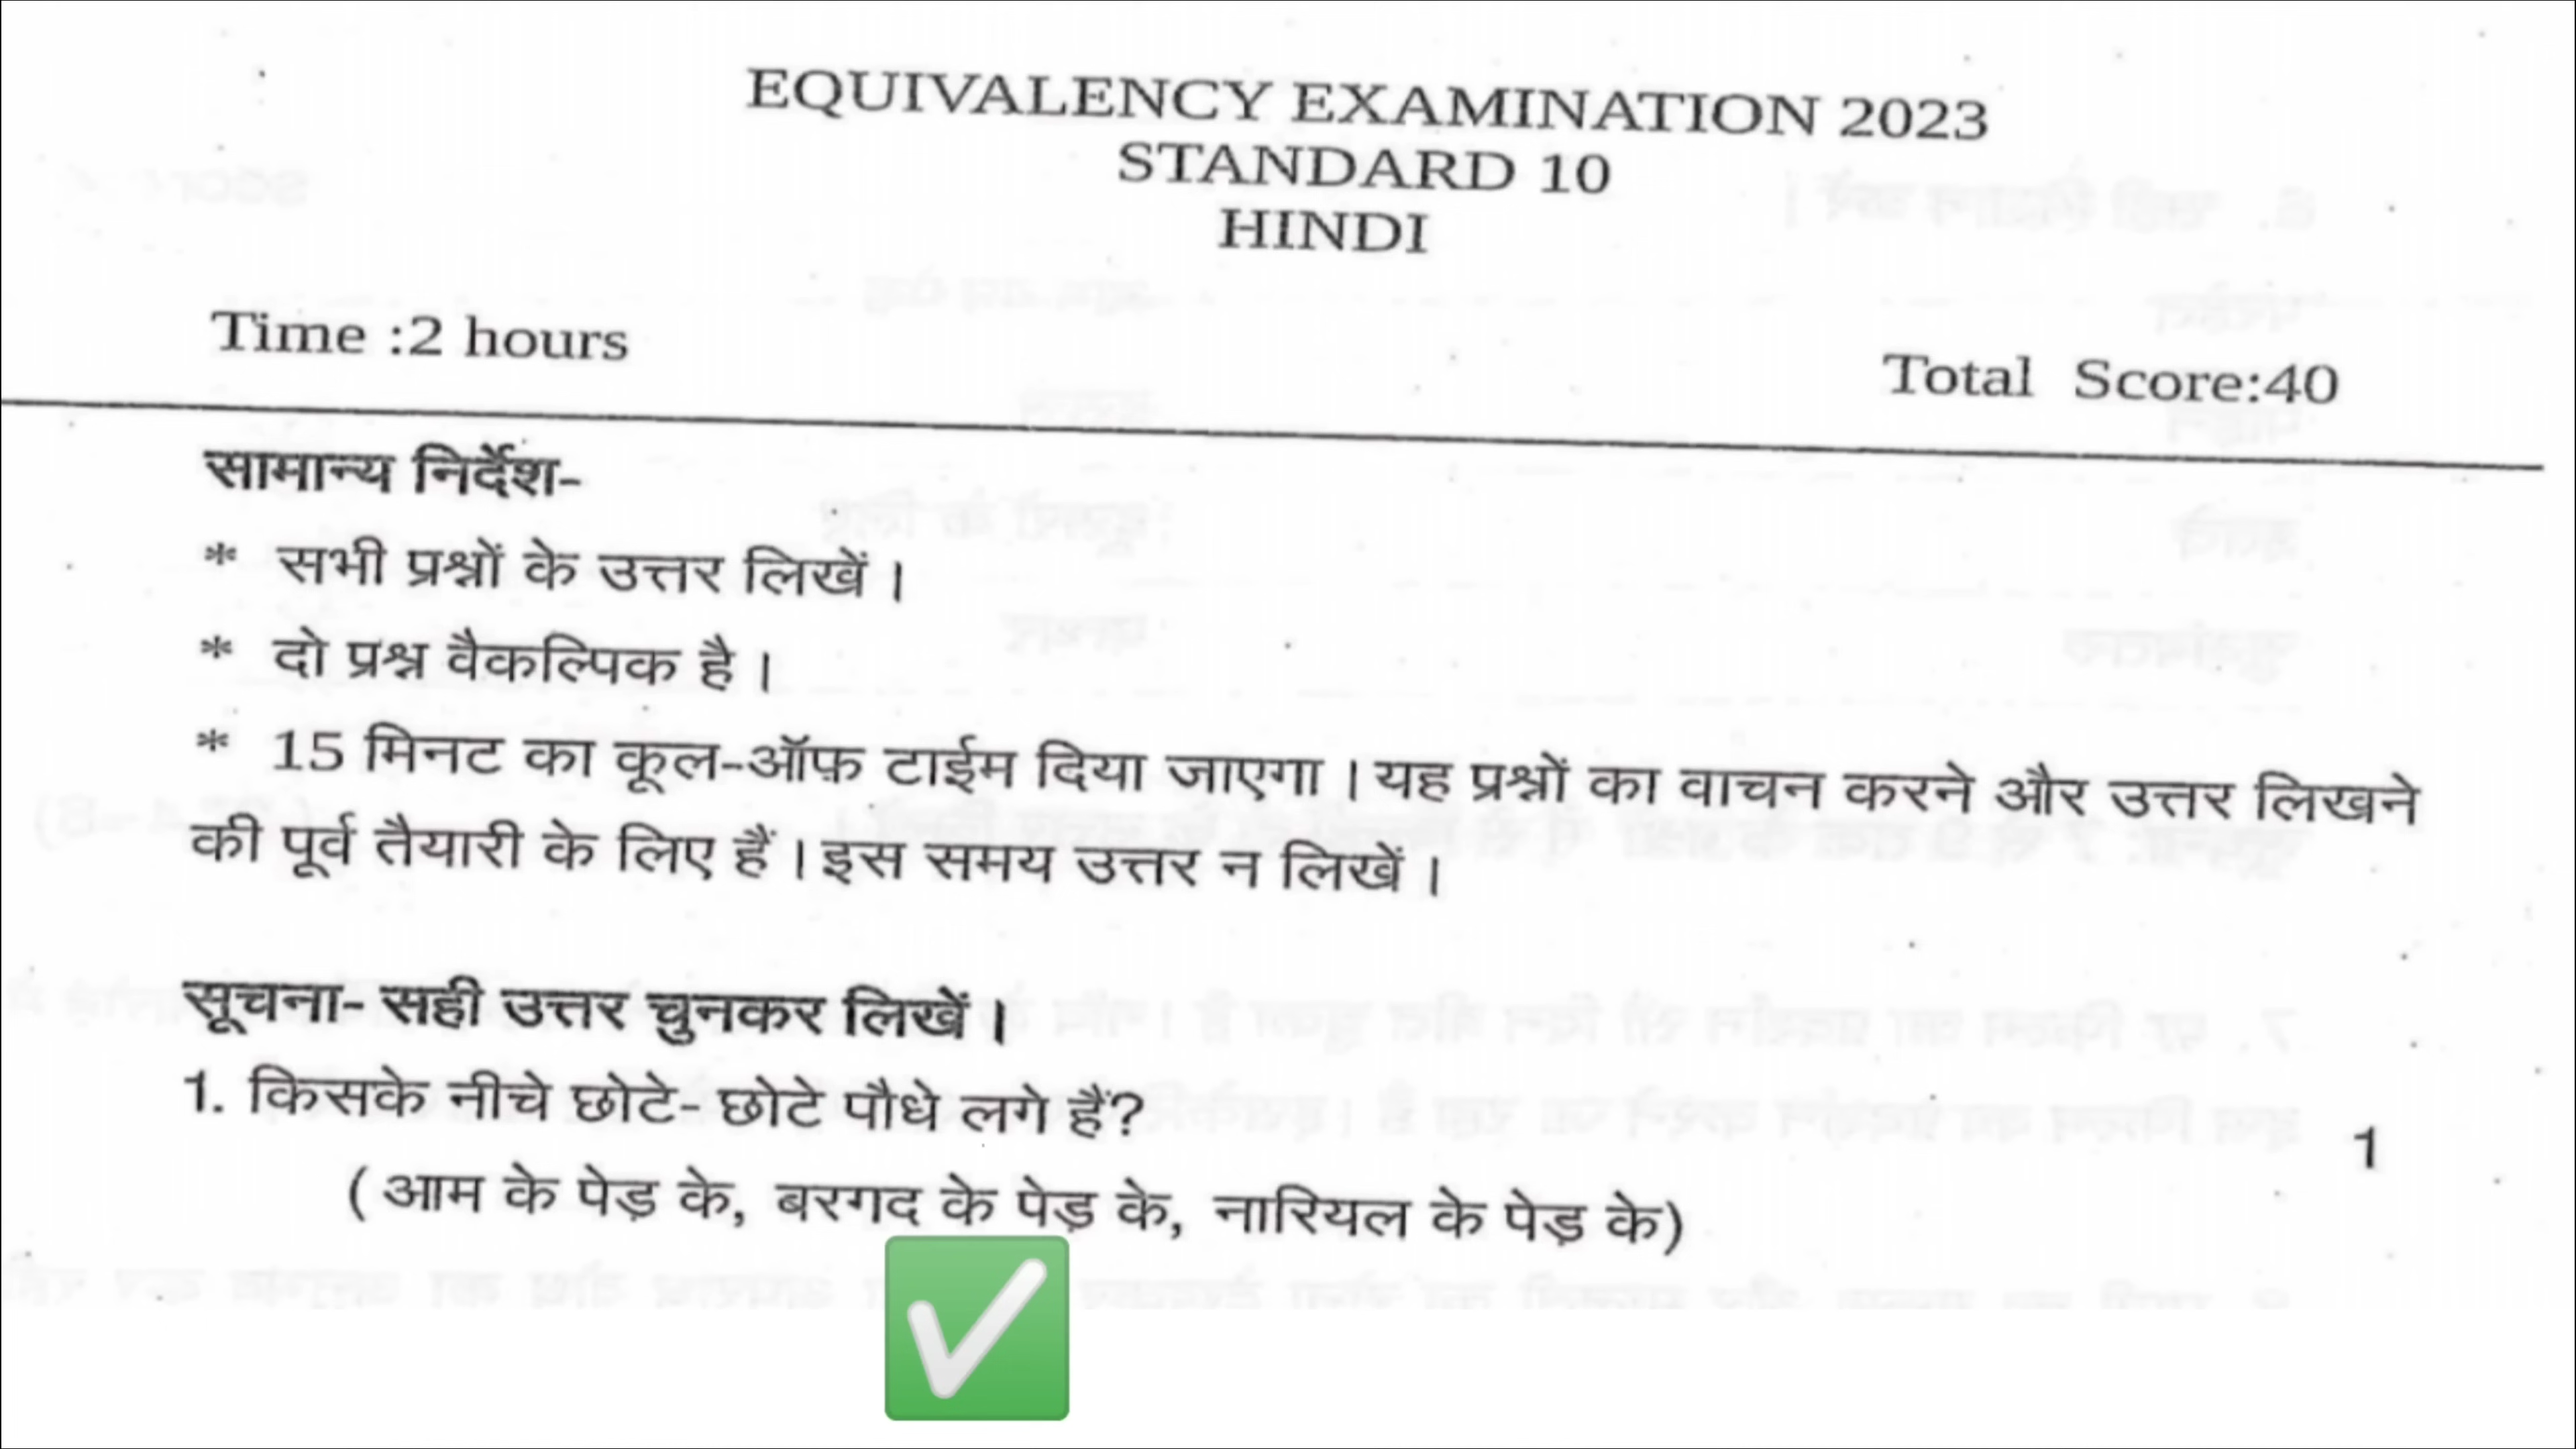 EQUIVALENCY EXAMINATION 2023
STANDARD 10
HINDI
Time :2 hours
Total Score:40
सामान्य निर्देश-
* सभी प्रश्नों के उत्तर लिखें।
* दो प्रश्न वैकल्पिक है।
* 15 मिनट का कूल-ऑफ़ टाईम दिया जाएगा।यह प्रश्नों का वाचन करने और उत्तर लिखने
की पूर्व तैयारी के लिए हैं।इस समय उत्तर न लिखें।
सूचना- सही उत्तर चुनकर लिखें।
1. किसके नीचे छोटे- छोटे पौधे लगे हैं?
1
( आम के पेड़ के, बरगद के पेड़ के, नारियल के पेड़ के)